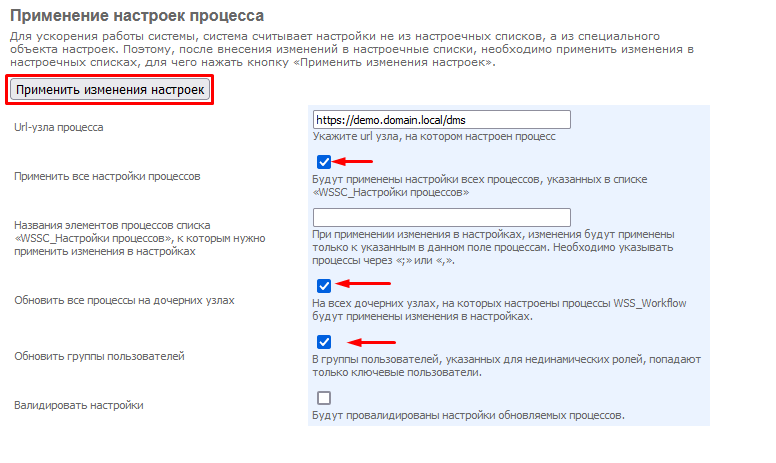 Применение настроек процесса
Для ускорения работы системы, система считывает настройки не из настроечных списков, а из специального
объекта настроек. Поэтому, после внесения изменений в настроечные списки, необходимо применить изменения в
настроечных списках, для чего нажать кнопку «Применить изменения настроек».
Применить изменения настроек
Url-узла процесса
https://demo.domain.local/dms
Укажите url узла, на котором настроен процесс
Применить все настройки процессов
Будут применены настройки всех процессов, указанных в списке
«WSSC_Настройки процессов»
Названия элементов процессов списка
«WSSC_Настройки процессов», к которым нужно
применить изменения в настройках
При применении изменения в настройках, изменения будут применены
только к указанным в данном поле процессам. Необходимо указывать
процессы через «;» или «,».
Обновить все процессы на дочерних узлах
На всех дочерних узлах, на которых настроены процессы WSS_Workflow
будут применены изменения в настройках.
Обновить группы пользователей
В группы пользователей, указанных для нединамических ролей, попадают
только ключевые пользователи.
Валидировать настройки
Будут провалидированы настройки обновляемых процессов.